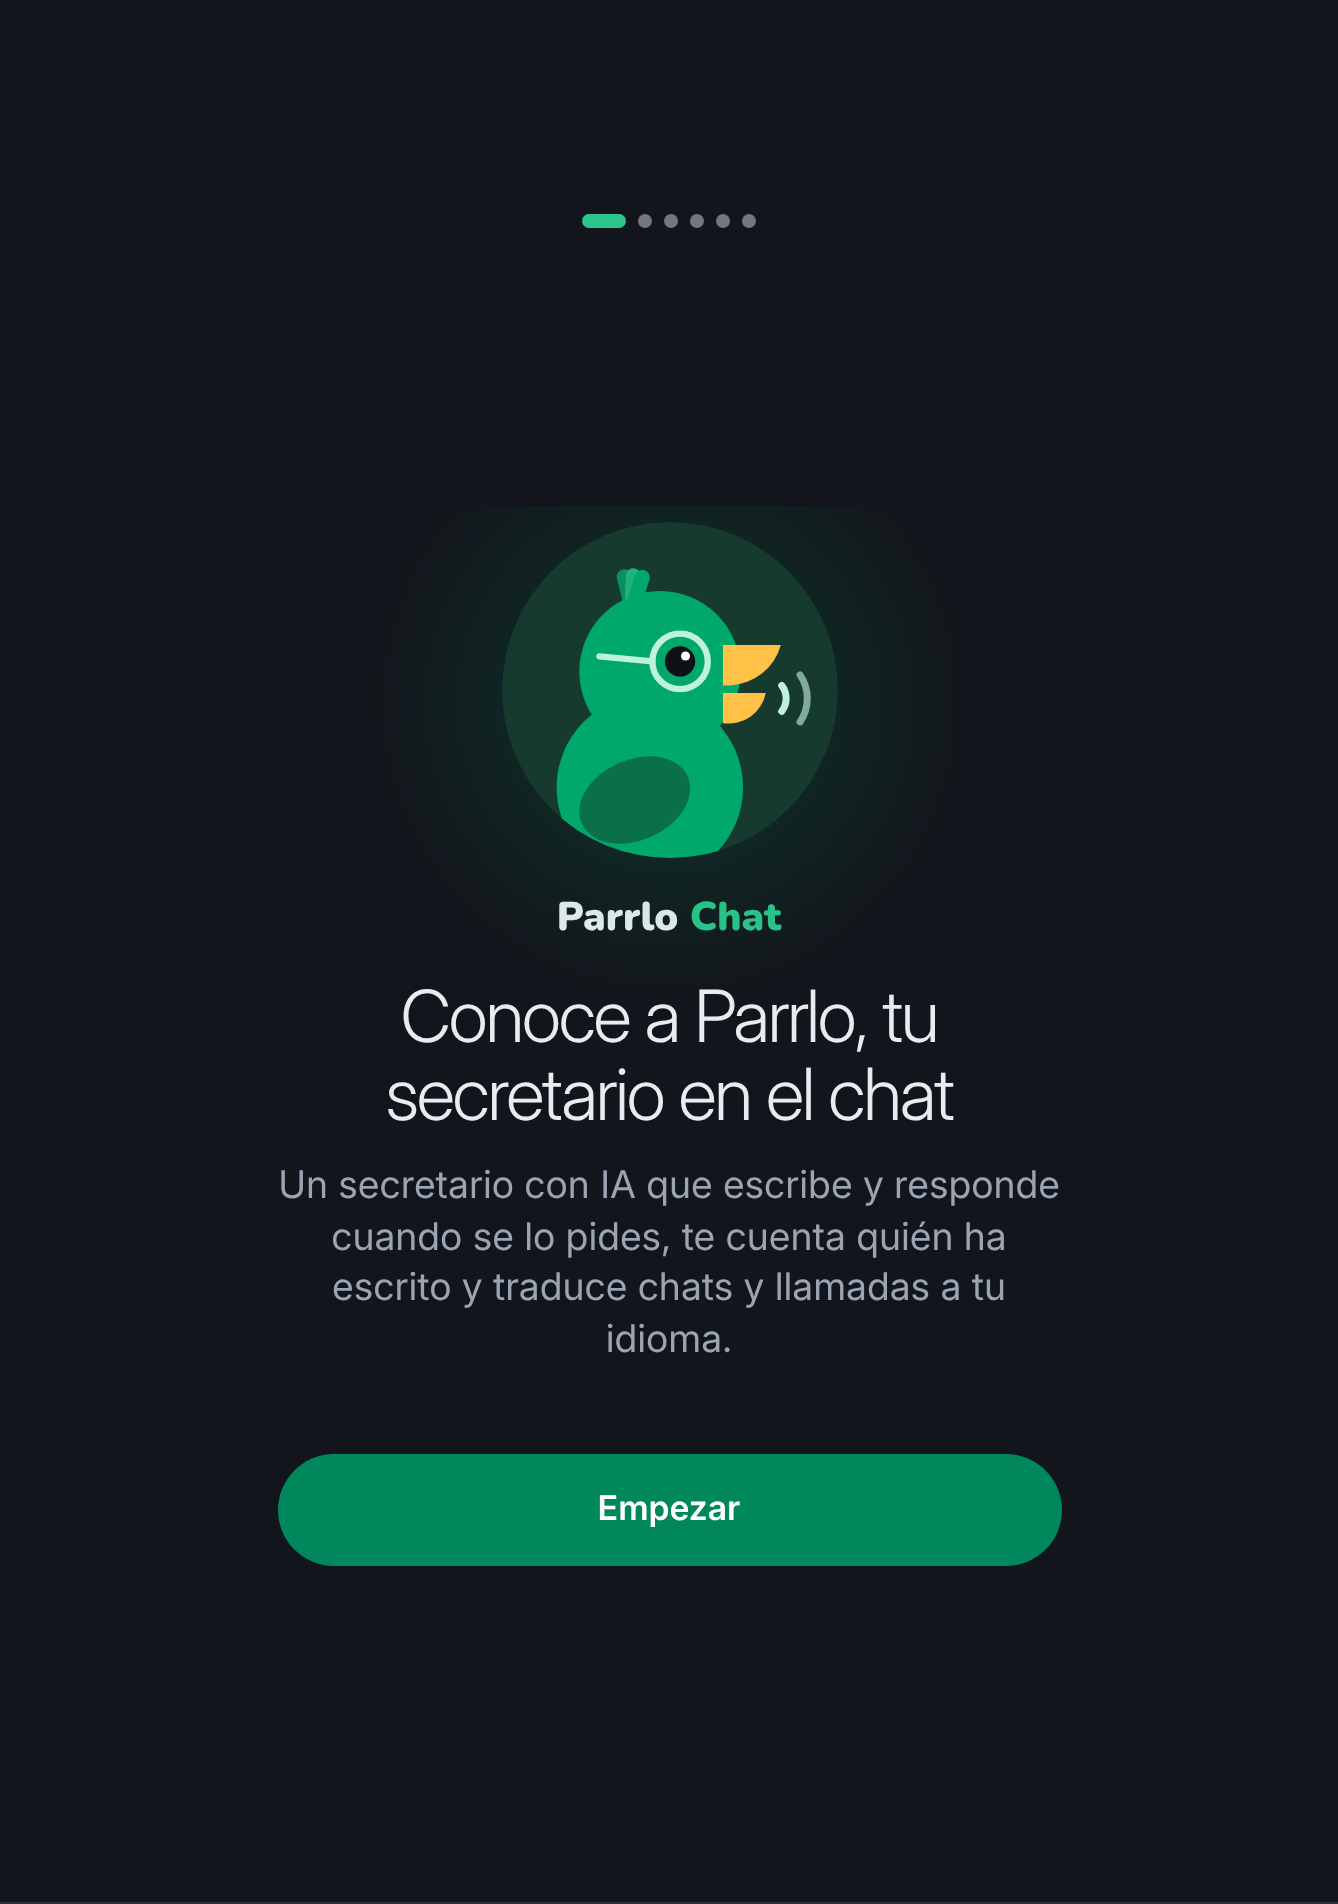 Parrlo Chat
Conoce a Parrlo, tu
secretario en el chat
Un secretario con IA que escribe y responde
cuando se lo pides, te cuenta quién ha
escrito y traduce chats y llamadas a tu
idioma.
Empezar